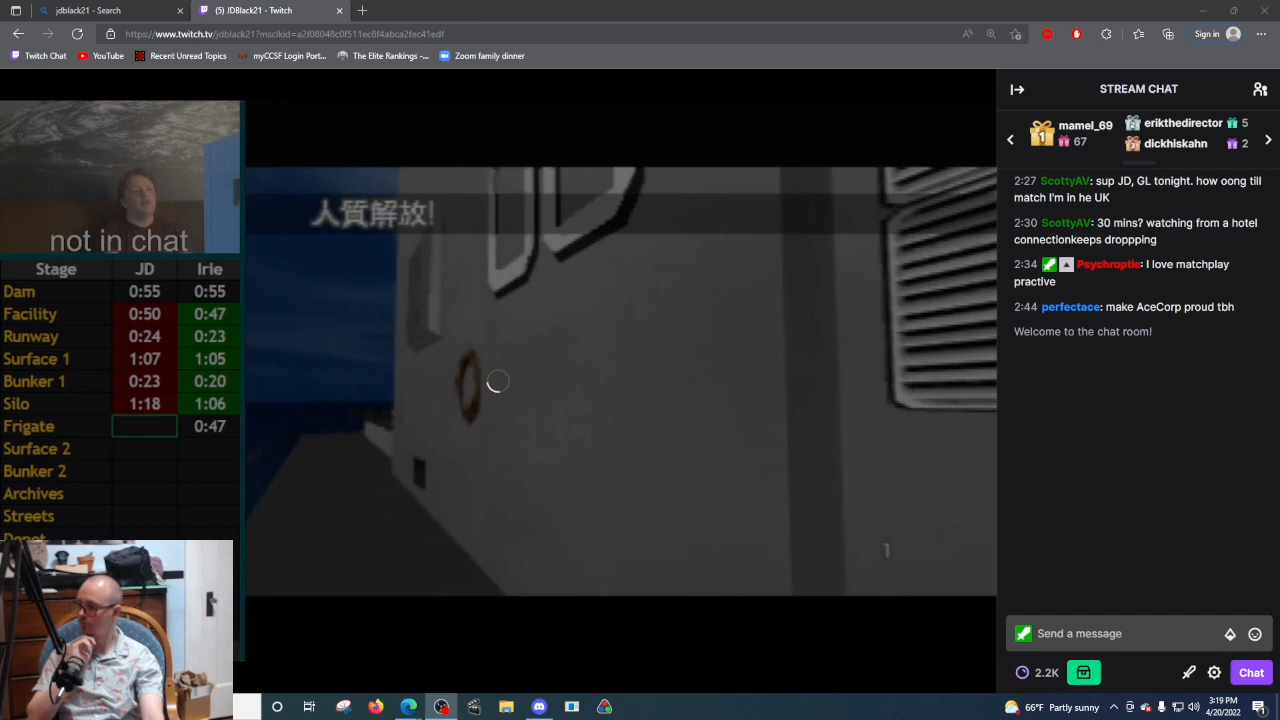 jdblack21 - Search
(5) JDBlack21 - Twitch
https://www.twitch.tv/jdblack21?msclkid=a2f08048c0f511ec8f4abca2fec41edf
Sign in
Twitch Chat
YouTube
Recent Unread Topics
myCCSF Login Port...
The Elite Rankings -...
Zoom family dinner
not in chat
Stage JD Irie
Dam 0:55 0:55
Facility 0:50 0:47
Runway 0:24 0:23
Surface 1 1:07 1:05
Bunker 1 0:23 0:20
Silo 1:18 1:06
Frigate 0:47
Surface 2
Bunker 2
Archives
Streets
Depot
人質解放!
1
STREAM CHAT
1 mamel_69 67
2 erikthedirector 5
3 dickhiskahn 2
2:27 ScottyAV: sup JD, GL tonight. how oong till
match I'm in he UK
2:30 ScottyAV: 30 mins? watching from a hotel
connectionkeeps droppping
2:34 Psychroptic: I love matchplay
practive
2:44 perfectace: make AceCorp proud tbh
Welcome to the chat room!
Send a message
2.2K
Chat
66°F Partly sunny
3:19 PM
4/20/2022